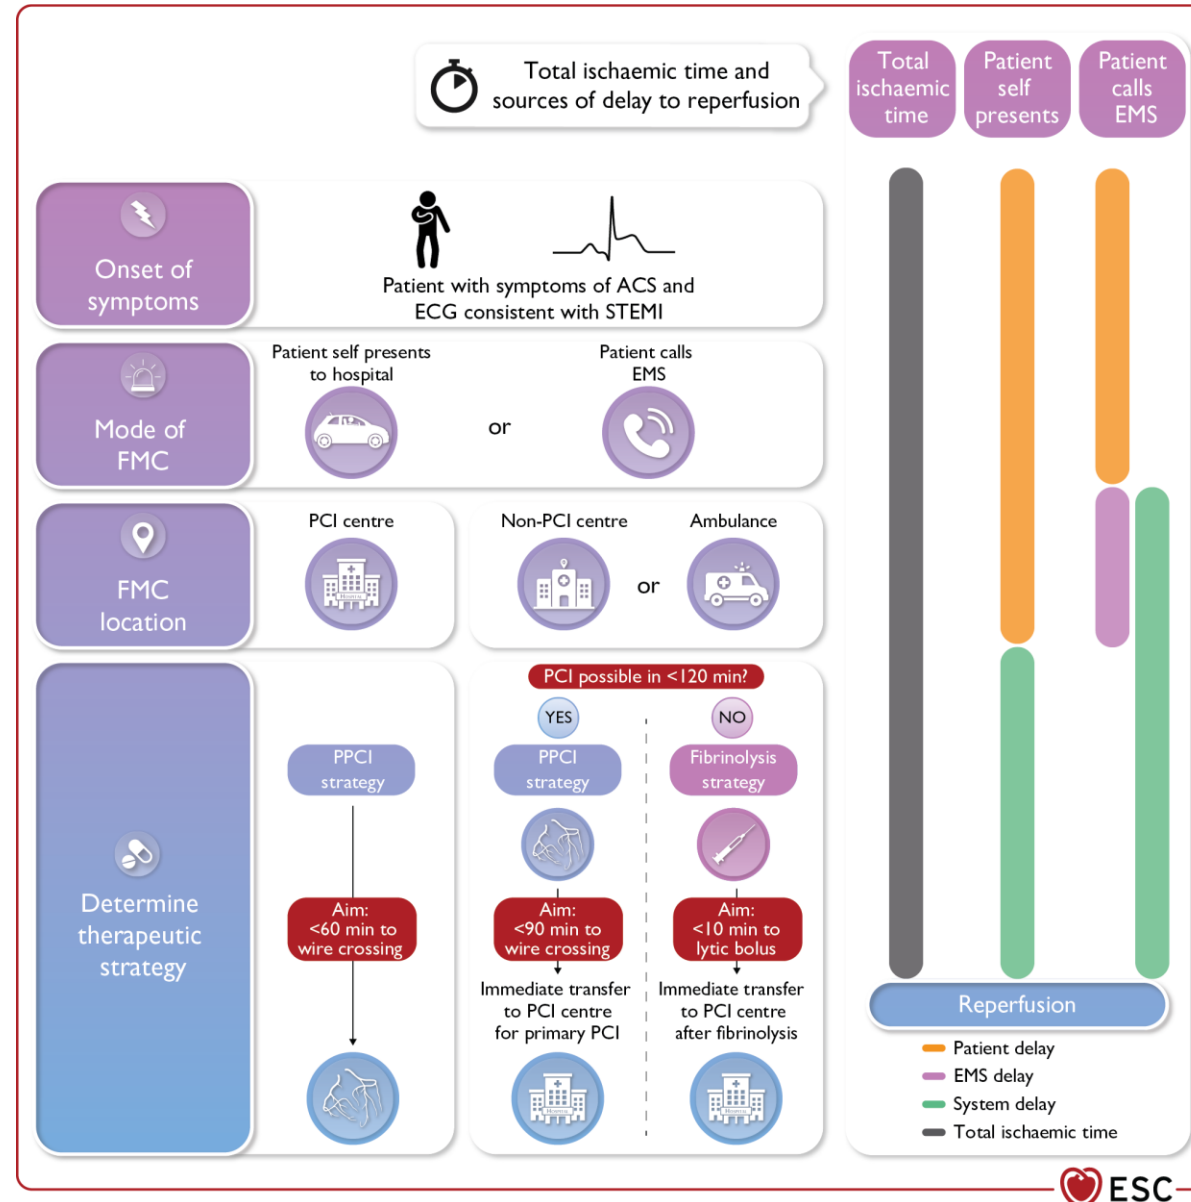 Total ischaemic time and
sources of delay to reperfusion
Total
ischaemic
time
Patient
self
presents
Patient
calls
EMS
Onset of
symptoms
Patient with symptoms of ACS and
ECG consistent with STEMI
Mode of
FMC
Patient self presents
to hospital
or
Patient calls
EMS
FMC
location
PCI centre
HOSPITAL
Non-PCI centre
or
Ambulance
Determine
therapeutic
strategy
PPCI
strategy
Aim:
<60 min to
wire crossing
PCI possible in <120 min?
YES
PPCI
strategy
Aim:
<90 min to
wire crossing
Immediate transfer
to PCI centre
for primary PCI
HOSPITAL
NO
Fibrinolysis
strategy
Aim:
<10 min to
lytic bolus
Immediate transfer
to PCI centre
after fibrinolysis
HOSPITAL
Reperfusion
Patient delay
EMS delay
System delay
Total ischaemic time
ESC